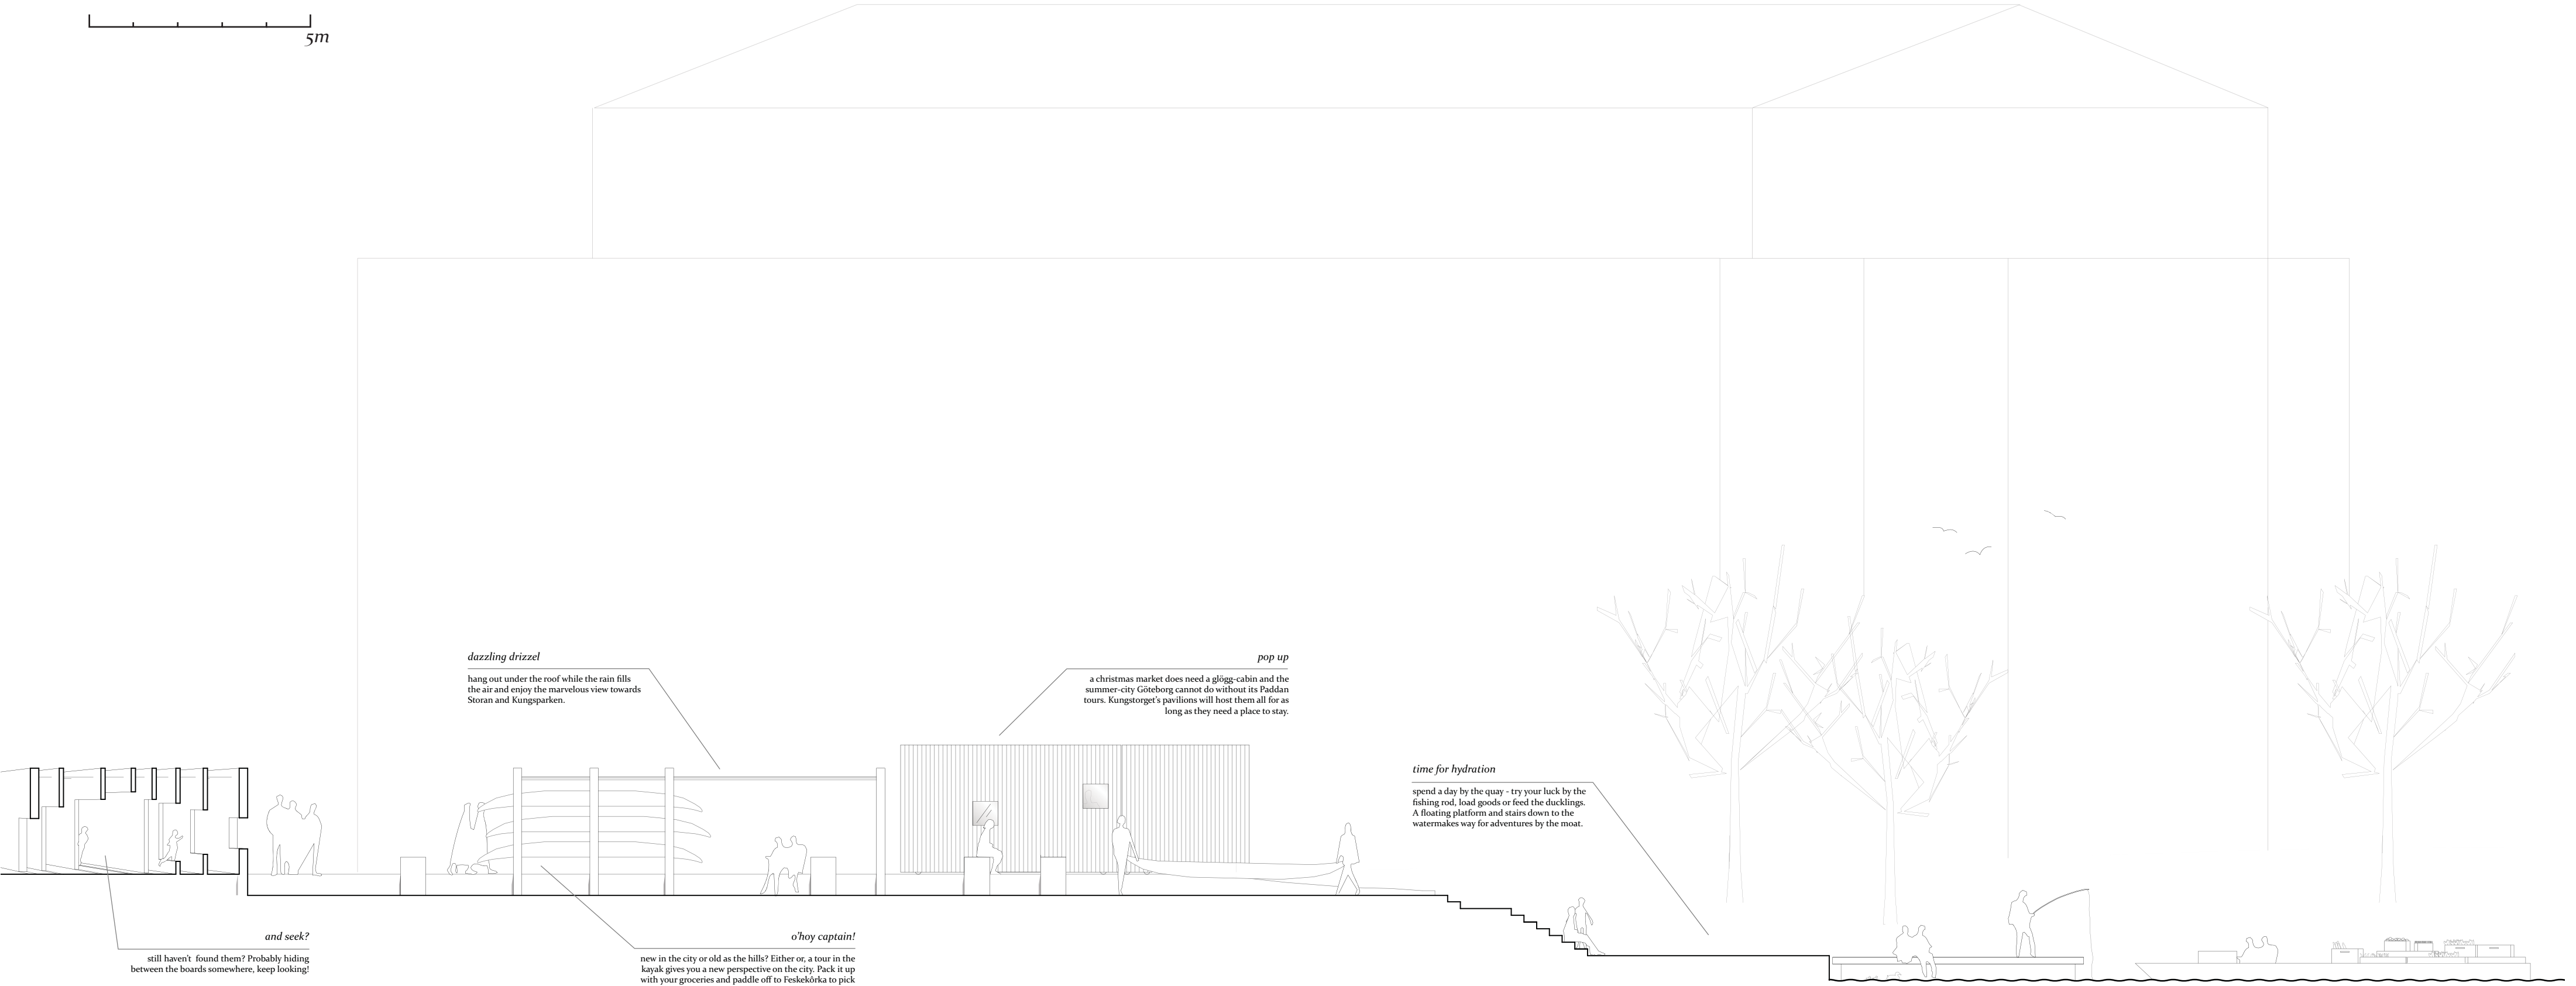 5m
dazzling drizzel
hang out under the roof while the rain fills
the air and enjoy the marvelous view towards
Storan and Kungsparken.
pop up
a christmas market does need a glögg-cabin and the
summer-city Göteborg cannot do without its Paddan
tours. Kungstorget's pavilions will host them all for as
long as they need a place to stay.
time for hydration
spend a day by the quay - try your luck by the
fishing rod, load goods or feed the ducklings.
A floating platform and stairs down to the
watermakes way for adventures by the moat.
and seek?
still haven't found them? Probably hiding
between the boards somewhere, keep looking!
o'hoy captain!
new in the city or old as the hills? Either or, a tour in the
kayak gives you a new perspective on the city. Pack it up
with your groceries and paddle off to Feskekôrka to pick